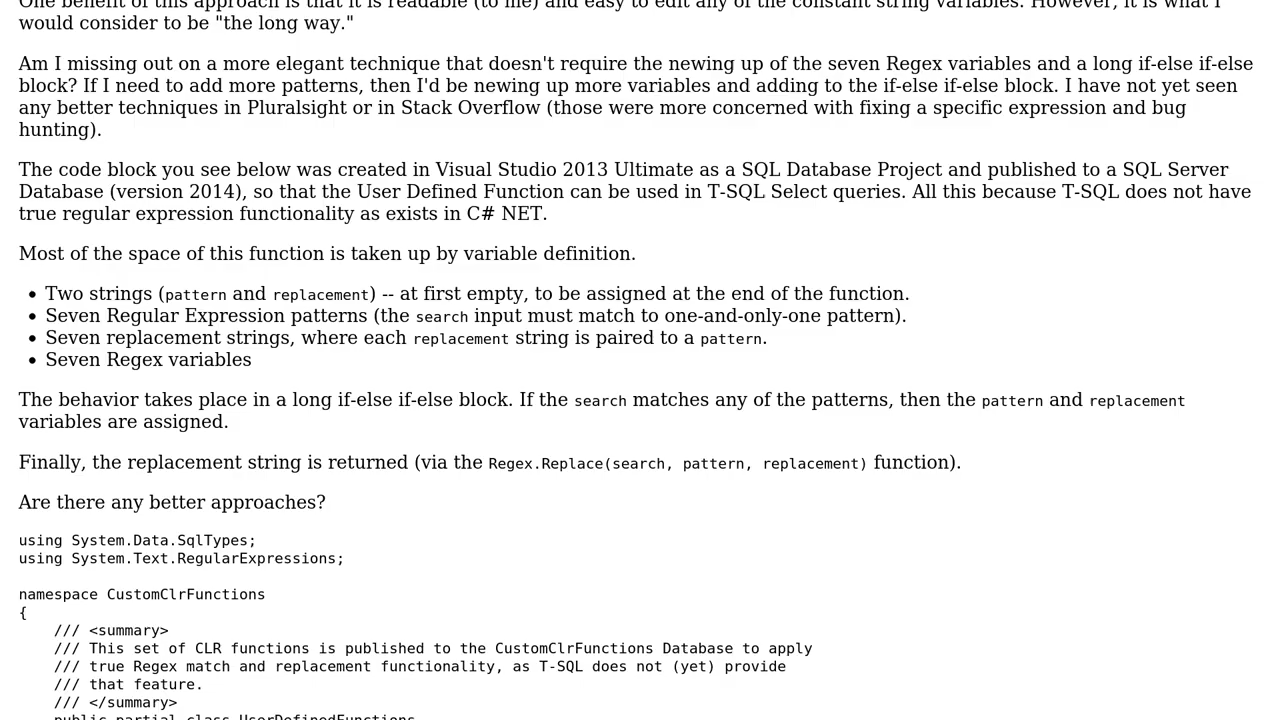 One benefit of this approach is that it is readable (to me) and easy to edit any of the constant string variables. However, it is what I
would consider to be "the long way."
Am I missing out on a more elegant technique that doesn't require the newing up of the seven Regex variables and a long if-else if-else
block? If I need to add more patterns, then I'd be newing up more variables and adding to the if-else if-else block. I have not yet seen
any better techniques in Pluralsight or in Stack Overflow (those were more concerned with fixing a specific expression and bug
hunting).
The code block you see below was created in Visual Studio 2013 Ultimate as a SQL Database Project and published to a SQL Server
Database (version 2014), so that the User Defined Function can be used in T-SQL Select queries. All this because T-SQL does not have
true regular expression functionality as exists in C# NET.
Most of the space of this function is taken up by variable definition.
• Two strings (pattern and replacement) -- at first empty, to be assigned at the end of the function.
• Seven Regular Expression patterns (the search input must match to one-and-only-one pattern).
• Seven replacement strings, where each replacement string is paired to a pattern.
• Seven Regex variables
The behavior takes place in a long if-else if-else block. If the search matches any of the patterns, then the pattern and replacement
variables are assigned.
Finally, the replacement string is returned (via the Regex.Replace(search, pattern, replacement) function).
Are there any better approaches?
using System.Data.SqlTypes;
using System.Text.RegularExpressions;
namespace CustomClrFunctions
{
/// <summary>
/// This set of CLR functions is published to the CustomClrFunctions Database to apply
/// true Regex match and replacement functionality, as T-SQL does not (yet) provide
/// that feature.
/// </summary>
public partial class UserDefinedFunctions